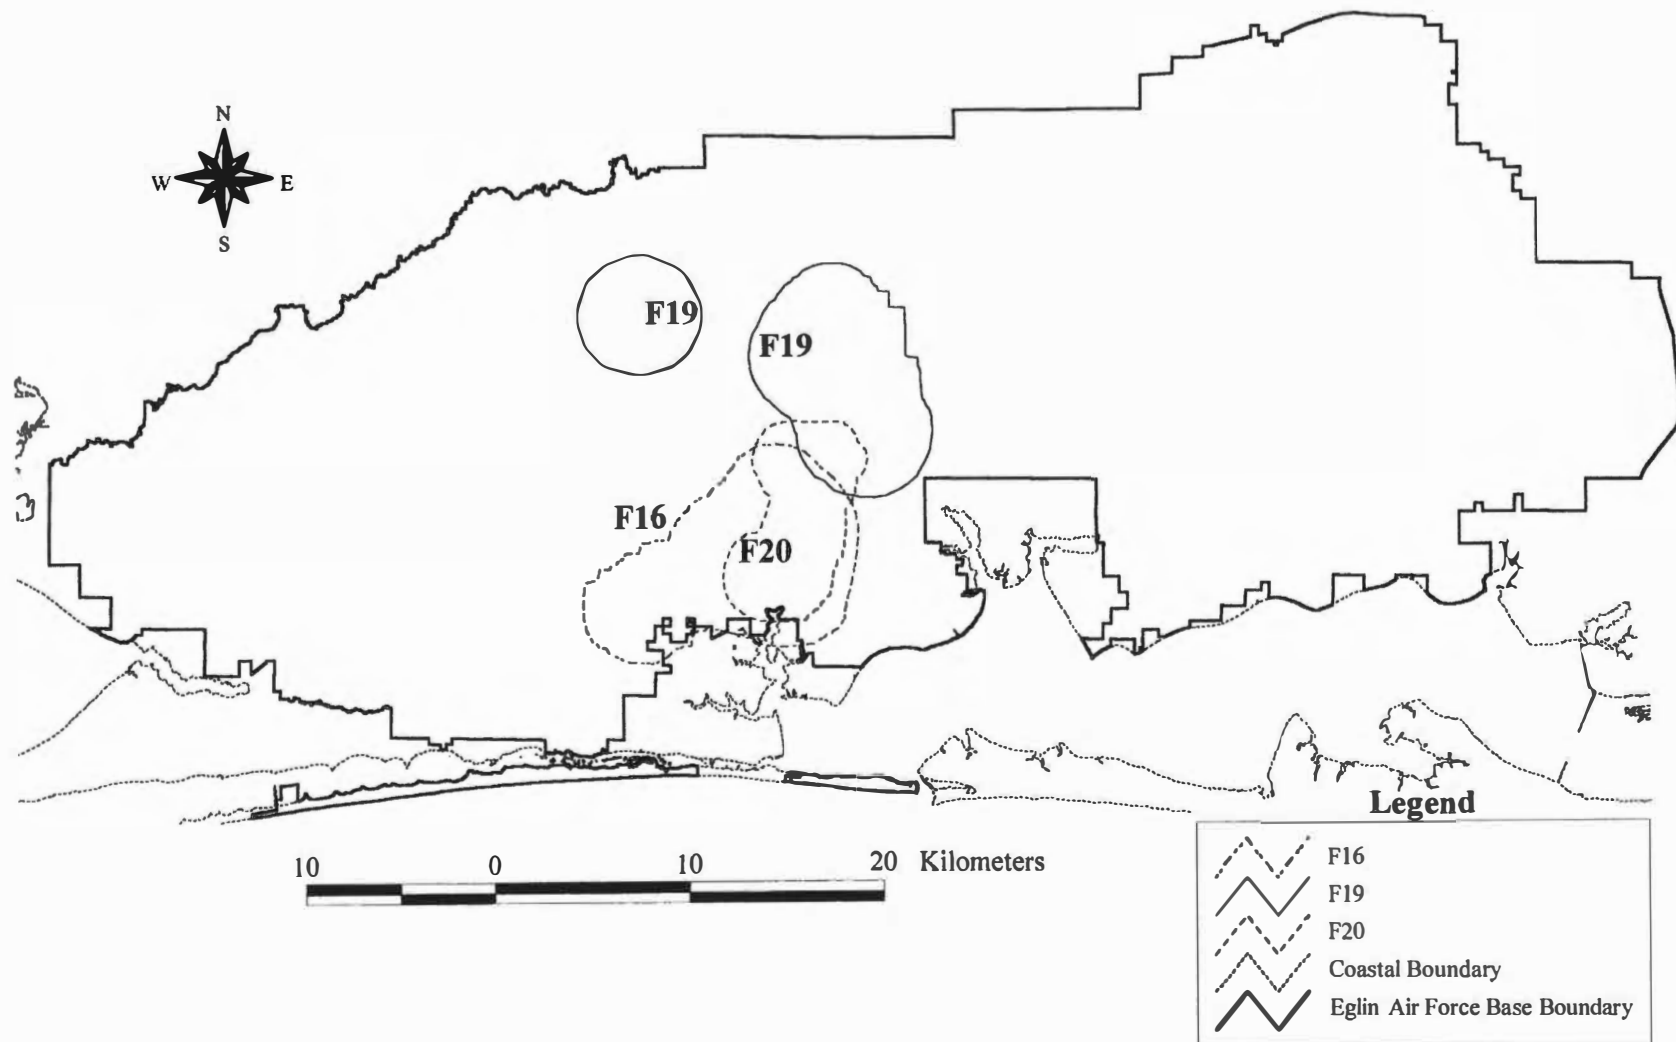 N
W E
S
F19
F19
F16
F20
Legend
10 0 10 20 Kilometers
F16
F19
F20
Coastal Boundary
Eglin Air Force Base Boundary